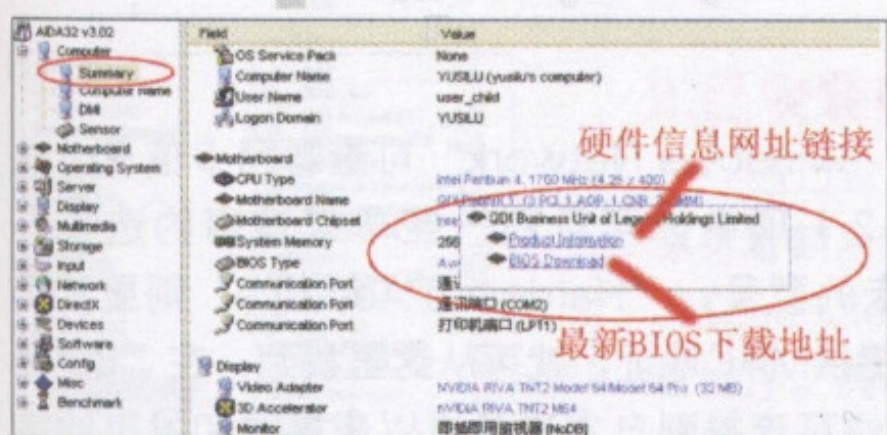 AIDA32 v3.02
Computer
Summary
Computer Name
DMI
Sensor
Motherboard
Operating System
Server
Display
Multimedia
Storage
Input
Network
DirectX
Devices
Software
Config
Misc
Benchmark
Field Value
OS Service Pack None
Computer Name YUSILU (yusilu's computer)
User Name user_child
Logon Domain YUSILU
硬件信息网址链接
Motherboard
CPU Type Intel Pentium 4, 1700 MHz (4.25 x 400)
Motherboard Name
Motherboard Chipset
System Memory 256
BIOS Type
Communication Port
Communication Port 通讯端口 (COM2)
Communication Port 打印机端口 (LPT1)
QDI Business Unit of Legend Holdings Limited
Product Information
BIOS Download
最新BIOS下载地址
Display
Video Adapter NVIDIA RIVA TNT2 Model 64/Model 64 Pro (32 MB)
3D Accelerator nVIDIA RIVA TNT2 M64
Monitor 即插即用监视器 [NoDB]